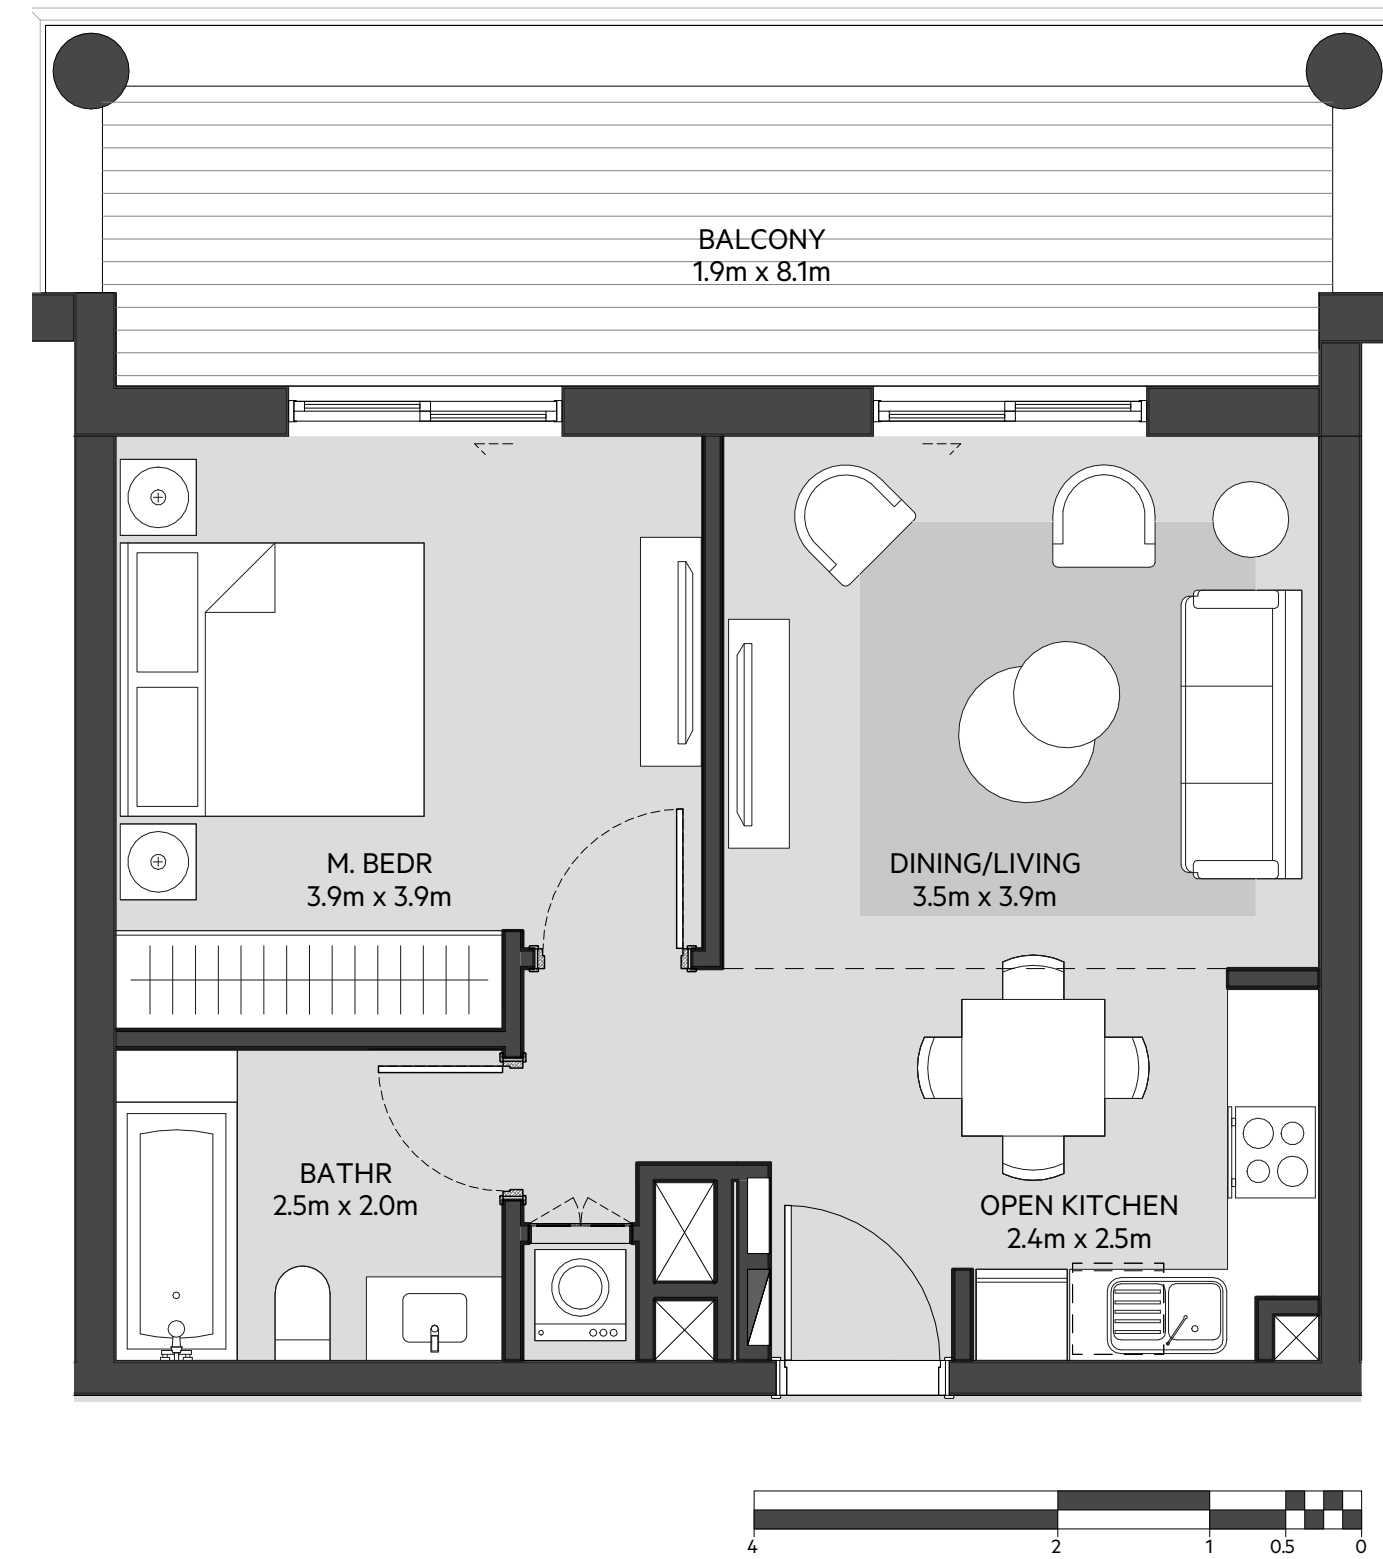 BALCONY
1.9m x 8.1m
M. BEDR
3.9m x 3.9m
DINING/LIVING
3.5m x 3.9m
BATHR
2.5m x 2.0m
OPEN KITCHEN
2.4m x 2.5m
4 2 1 0.5 0